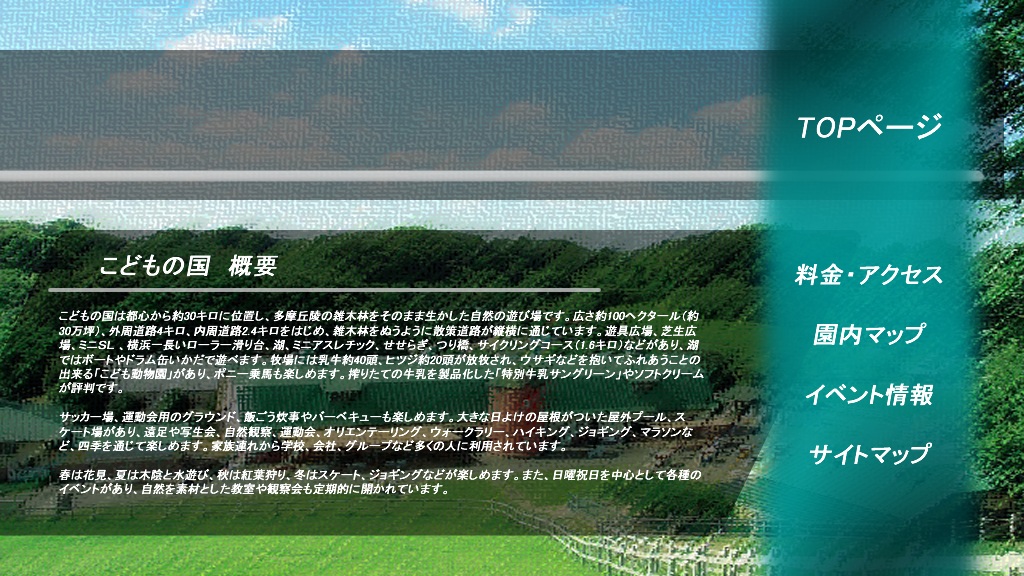 TOPページ
料金・アクセス
園内マップ
イベント情報
サイトマップ
こどもの国 概要
こどもの国は都心から約30キロに位置し、多摩丘陵の雑木林をそのまま生かした自然の遊び場です。広さ約100ヘクタール（約
30万坪）、外周道路4キロ、内周道路2.4キロをはじめ、雑木林をぬうように散策道路が縦横に通じています。遊具広場、芝生広
場、ミニSL 、横浜一長いローラー滑り台、湖、ミニアスレチック、せせらぎ、つり橋、サイクリングコース（1.6キロ）などがあり、湖
ではボートやドラム缶いかだで遊べます。牧場には乳牛約40頭、ヒツジ約20頭が放牧され、ウサギなどを抱いてふれあうことの
出来る「こども動物園」があり、ポニー乗馬も楽しめます。搾りたての牛乳を製品化した「特別牛乳サングリーン」やソフトクリーム
が評判です。
サッカー場、運動会用のグラウンド、飯ごう炊事やバーベキューも楽しめます。大きな日よけの屋根がついた屋外プール、ス
ケート場があり、遠足や写生会、自然観察、運動会、オリエンテーリング、ウォークラリー、ハイキング、ジョギング、マラソンな
ど、四季を通じて楽しめます。家族連れから学校、会社、グループなど多くの人に利用されています。
春は花見、夏は木陰と水遊び、秋は紅葉狩り、冬はスケート、ジョギングなどが楽しめます。また、日曜祝日を中心として各種の
イベントがあり、自然を素材とした教室や観察会も定期的に開かれています。